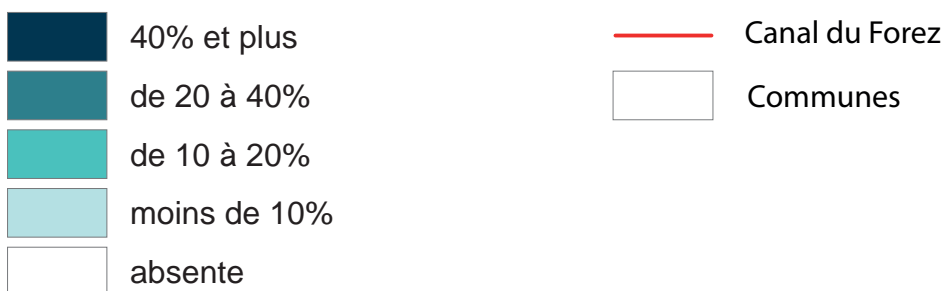 40% et plus
de 20 à 40%
de 10 à 20%
moins de 10%
absente
Canal du Forez
Communes